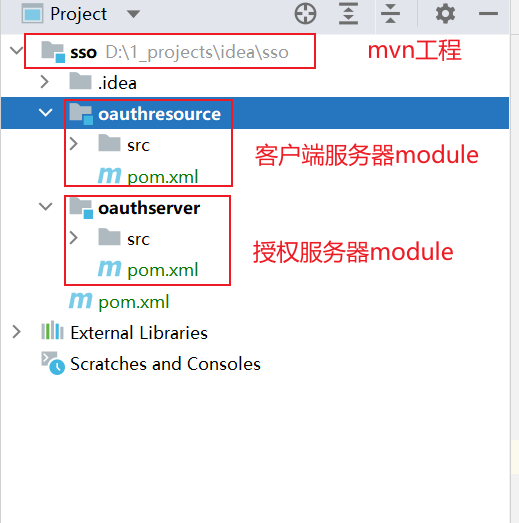 Project
sso D:\1_projects\idea\sso
mvn工程
.idea
oauthresource
src
客户端服务器module
pom.xml
oauthserver
src
授权服务器module
pom.xml
pom.xml
External Libraries
Scratches and Consoles